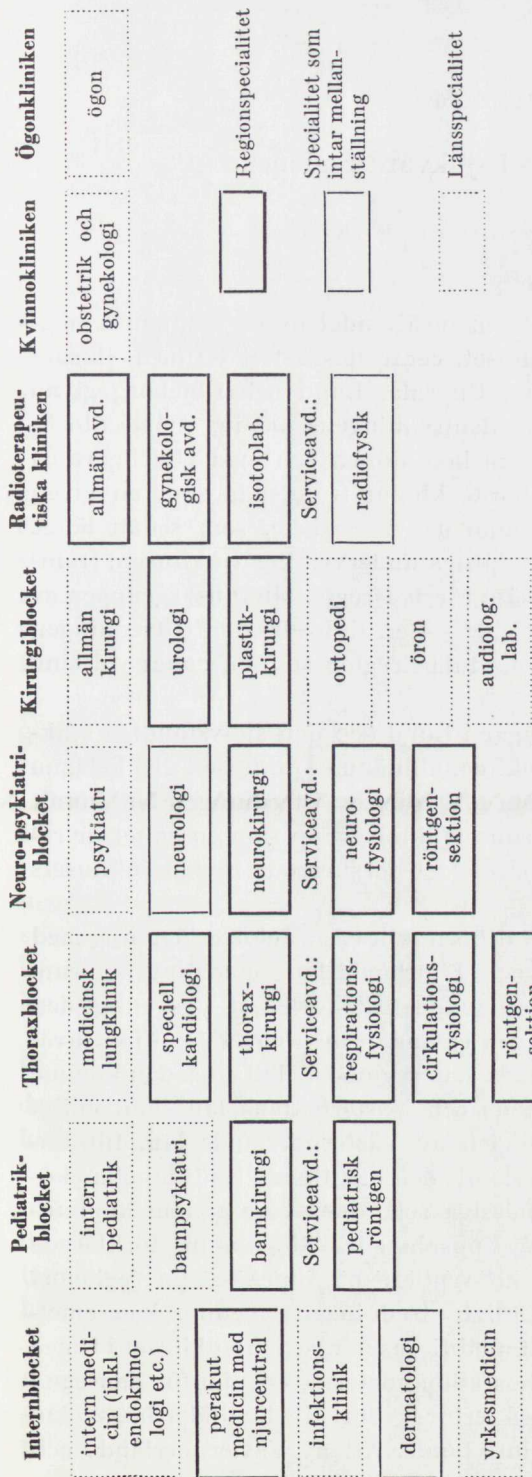 Internblocket
intern medi-
cin (inkl.
endokrino-
logi etc.)
perakut
medicin med
njurcentral
infektions-
klinik
dermatologi
yrkesmedicin
Pediatrik-
blocket
intern
pediatrik
barnpsykiatri
barnkirurgi
Serviceavd.:
pediatrisk
röntgen
Thoraxblocket
medicinsk
lungklinik
speciell
kardiologi
thorax-
kirurgi
Serviceavd.:
respirations-
fysiologi
cirkulations-
fysiologi
röntgen-
sektion
Neuro-psykiatri-
blocket
psykiatri
neurologi
neurokirurgi
Serviceavd.:
neuro-
fysiologi
röntgen-
sektion
Kirurgiblocket
allmän
kirurgi
urologi
plastik-
kirurgi
ortopedi
öron
audiolog.
lab.
Radioterapeu-
tiska kliniken
allmän avd.
gynekolo-
gisk avd.
isotoplab.
Serviceavd.:
radiofysik
Kvinnokliniken
obstetrik och
gynekologi
Ögonkliniken
ögon
Regionspecialitet
Specialitet som
intar mellan-
ställning
Länsspecialitet